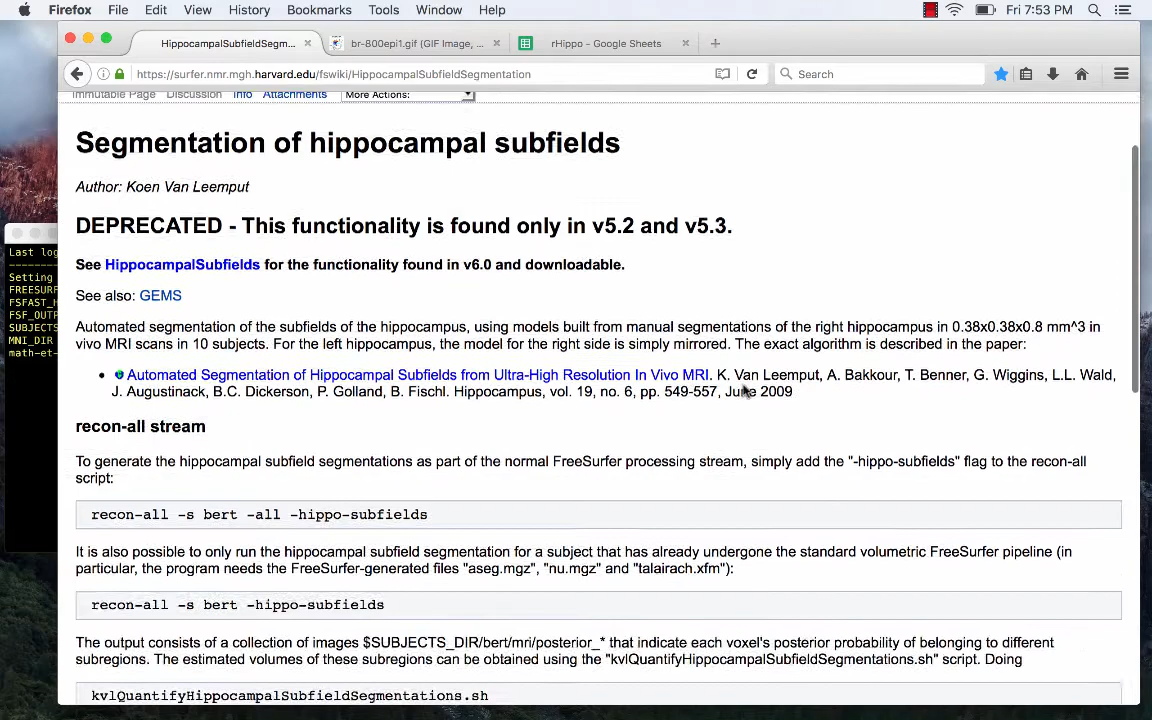 Firefox File Edit View History Bookmarks Tools Window Help Fri 7:53 PM
HippocampalSubfieldSegm... br-800epi1.gif (GIF Image, ... rHippo - Google Sheets
https://surfer.nmr.mgh.harvard.edu/fswiki/HippocampalSubfieldSegmentation Search
Immutable Page Discussion Info Attachments More Actions:
Segmentation of hippocampal subfields
Author: Koen Van Leemput
DEPRECATED - This functionality is found only in v5.2 and v5.3.
See HippocampalSubfields for the functionality found in v6.0 and downloadable.
See also: GEMS
Automated segmentation of the subfields of the hippocampus, using models built from manual segmentations of the right hippocampus in 0.38x0.38x0.8 mm^3 in
vivo MRI scans in 10 subjects. For the left hippocampus, the model for the right side is simply mirrored. The exact algorithm is described in the paper:
Automated Segmentation of Hippocampal Subfields from Ultra-High Resolution In Vivo MRI. K. Van Leemput, A. Bakkour, T. Benner, G. Wiggins, L.L. Wald,
J. Augustinack, B.C. Dickerson, P. Golland, B. Fischl. Hippocampus, vol. 19, no. 6, pp. 549-557, June 2009
recon-all stream
To generate the hippocampal subfield segmentations as part of the normal FreeSurfer processing stream, simply add the "-hippo-subfields" flag to the recon-all
script:
recon-all -s bert -all -hippo-subfields
It is also possible to only run the hippocampal subfield segmentation for a subject that has already undergone the standard volumetric FreeSurfer pipeline (in
particular, the program needs the FreeSurfer-generated files "aseg.mgz", "nu.mgz" and "talairach.xfm"):
recon-all -s bert -hippo-subfields
The output consists of a collection of images $SUBJECTS_DIR/bert/mri/posterior_* that indicate each voxel's posterior probability of belonging to different
subregions. The estimated volumes of these subregions can be obtained using the "kvlQuantifyHippocampalSubfieldSegmentations.sh" script. Doing
kvlQuantifyHippocampalSubfieldSegmentations.sh
Last log
Setting
FREESURF
FSFAST_H
FSF_OUTP
SUBJECTS
MNI_DIR
math-et-